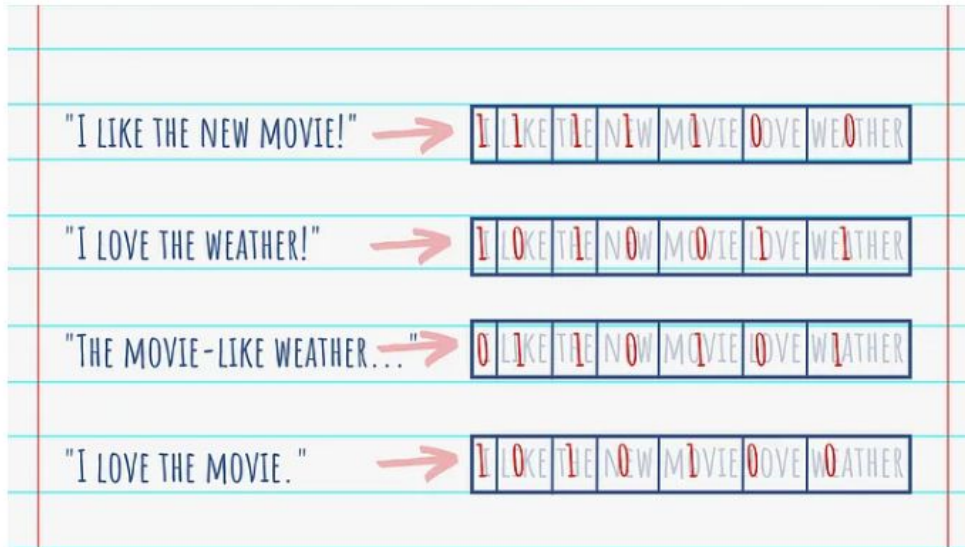 "I LIKE THE NEW MOVIE!" 1 1 1 1 1 0 0 I LIKE THE NEW MOVIE LOVE WEATHER
"I LOVE THE WEATHER!" 1 0 1 0 0 1 1 I LIKE THE NEW MOVIE LOVE WEATHER
"THE MOVIE-LIKE WEATHER..." 0 1 1 0 1 0 1 I LIKE THE NEW MOVIE LOVE WEATHER
"I LOVE THE MOVIE. " 1 0 1 0 1 0 0 I LIKE THE NEW MOVIE LOVE WEATHER